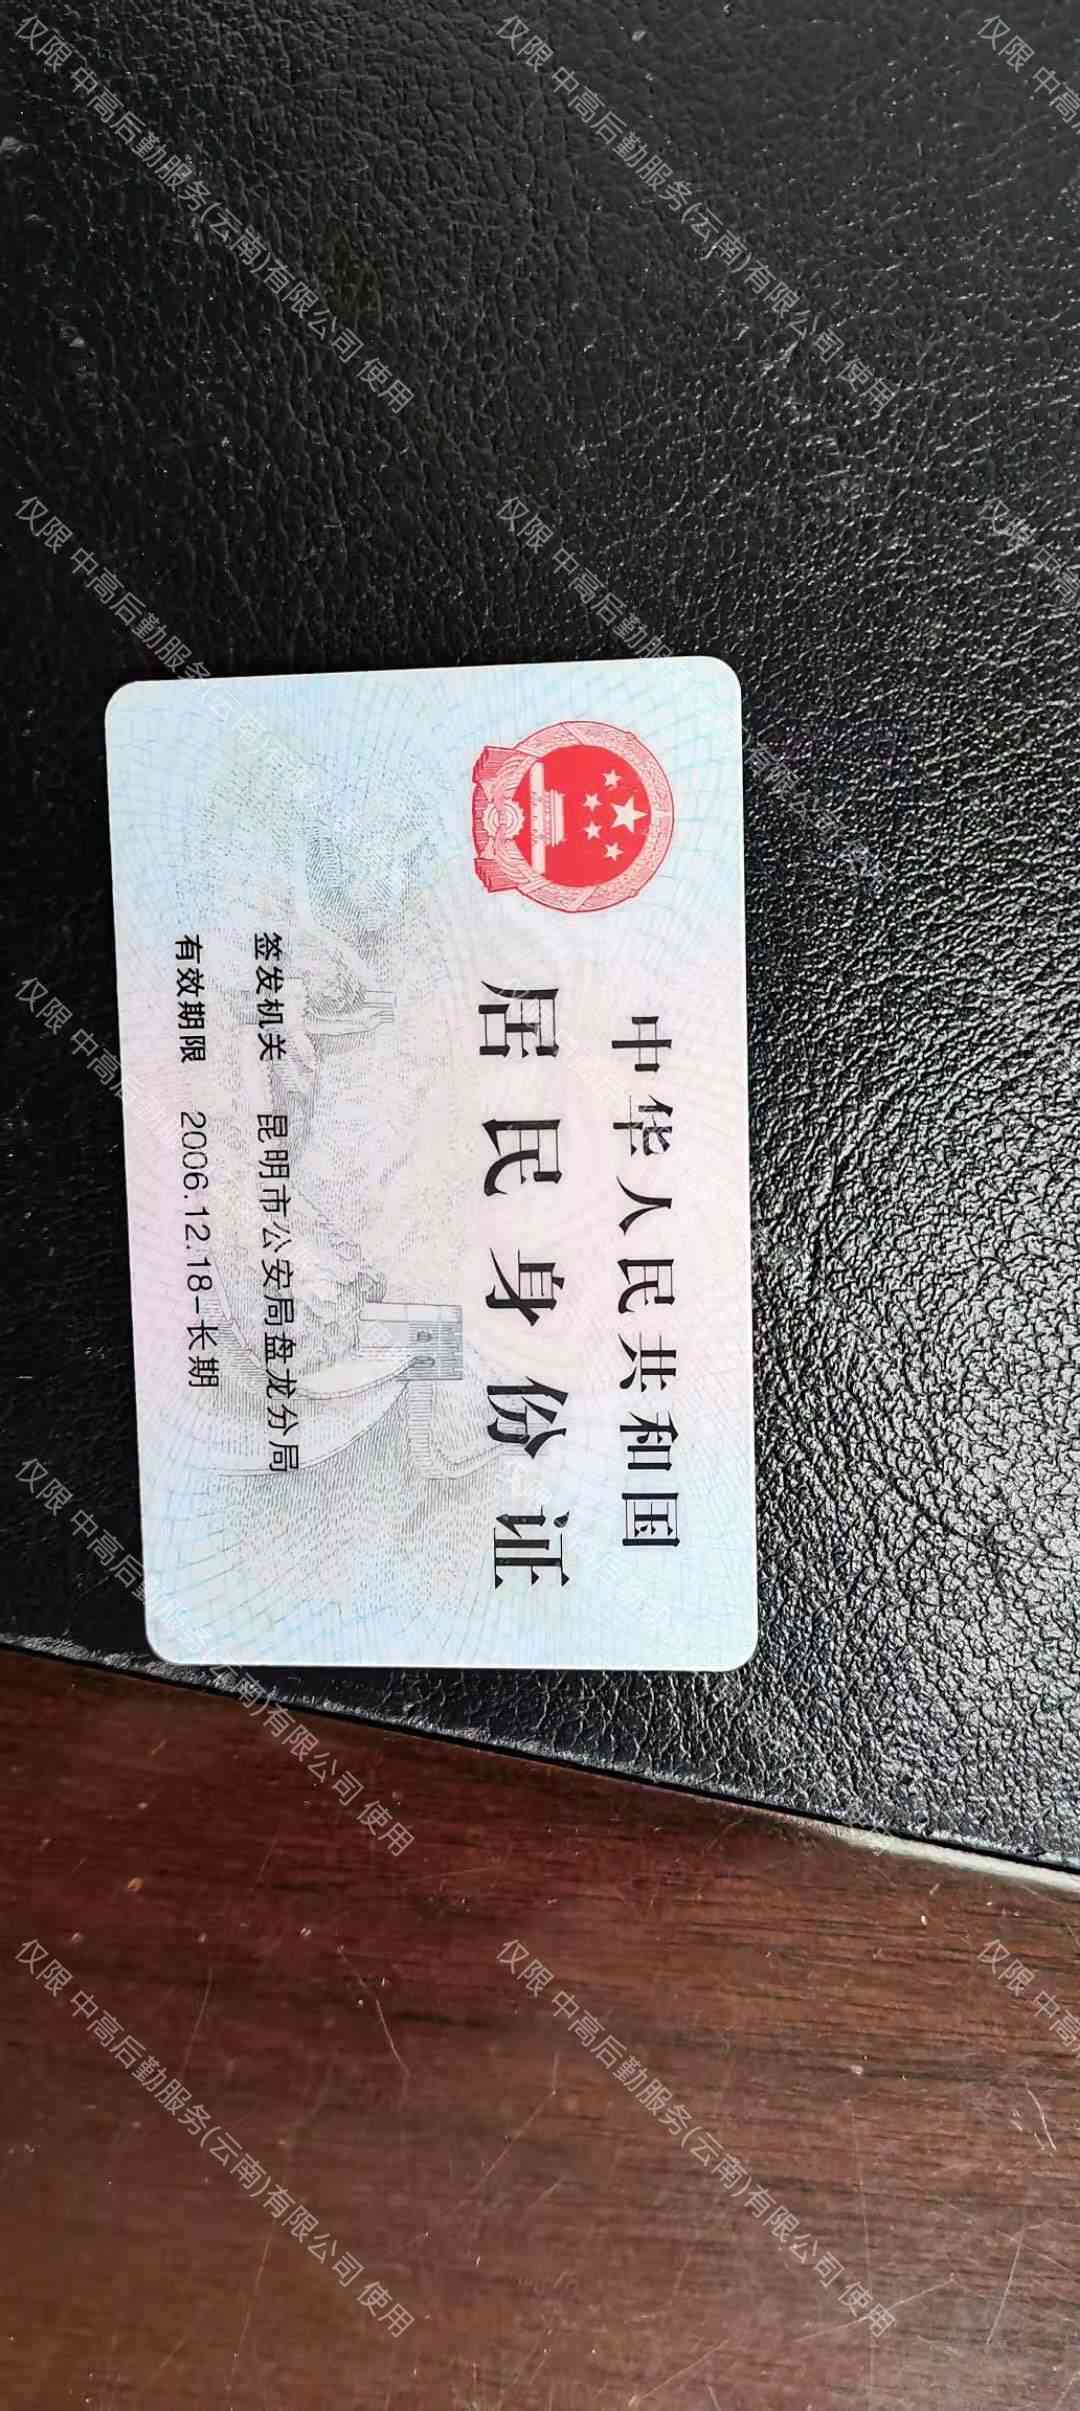 中华人民共和国
居民身份证
签发机关 昆明市公安局盘龙分局
有效期限 2006.12.18-长期
仅限 中高后勤服务(云南)有限公司 使用